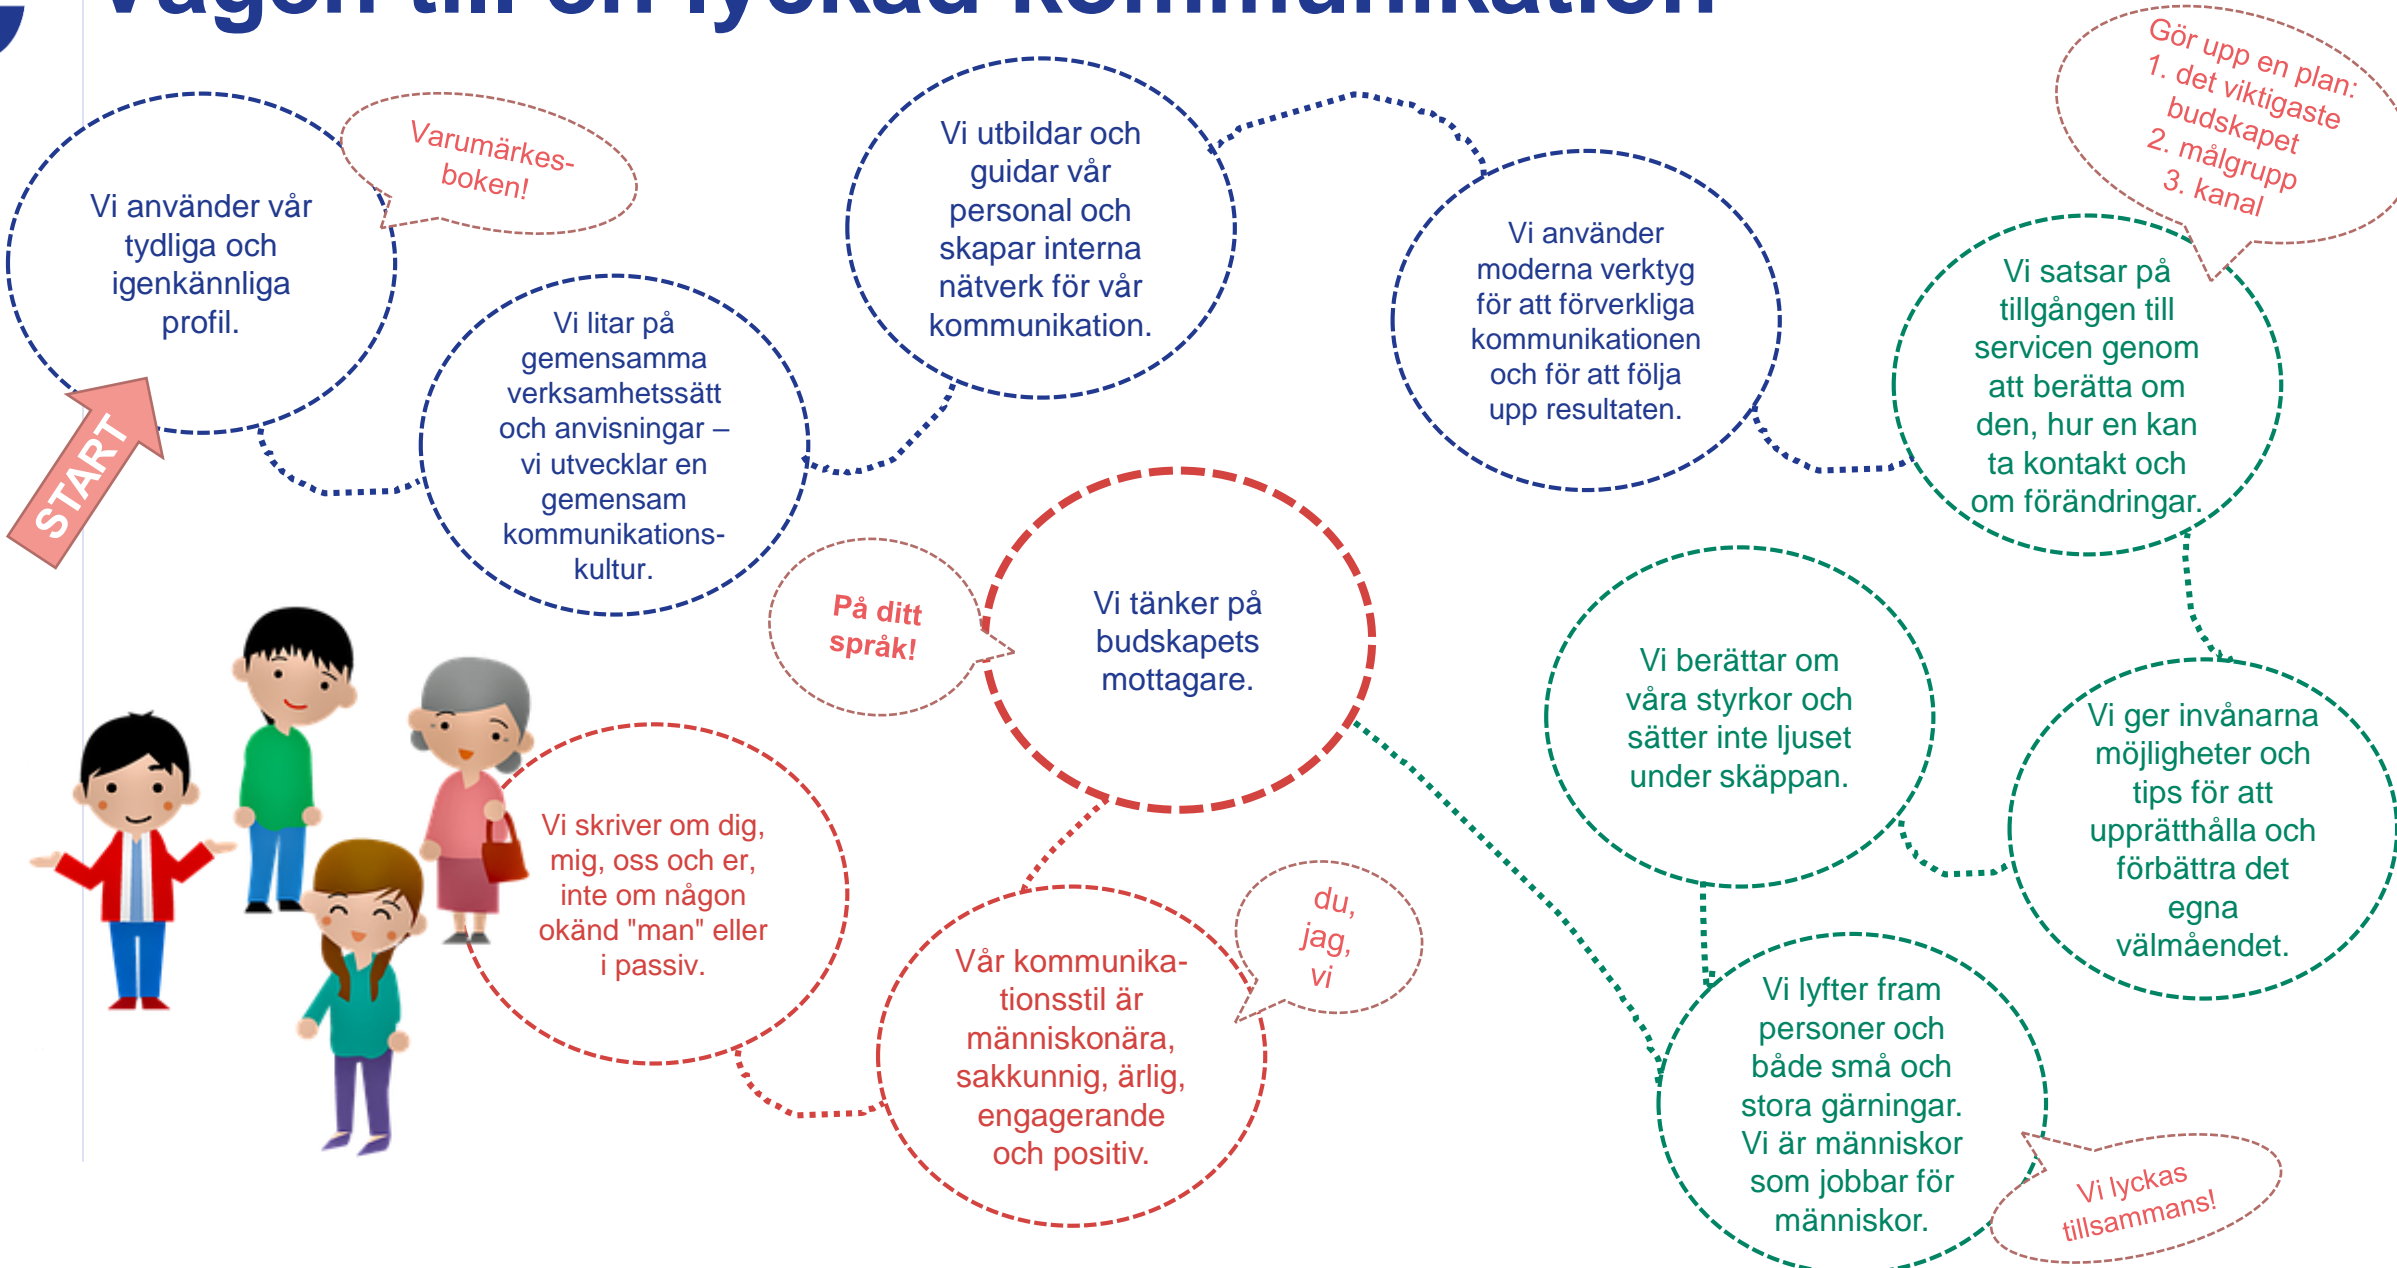 Vägen till en lyckad kommunikation
START
Vi använder vår
tydliga och
igenkännliga
profil.
Varumärkes-
boken!
Vi litar på
gemensamma
verksamhetssätt
och anvisningar –
vi utvecklar en
gemensam
kommunikations-
kultur.
Vi utbildar och
guidar vår
personal och
skapar interna
nätverk för vår
kommunikation.
Vi använder
moderna verktyg
för att förverkliga
kommunikationen
och för att följa
upp resultaten.
Gör upp en plan:
1. det viktigaste
budskapet
2. målgrupp
3. kanal
Vi satsar på
tillgången till
servicen genom
att berätta om
den, hur en kan
ta kontakt och
om förändringar.
Vi ger invånarna
möjligheter och
tips för att
upprätthålla och
förbättra det
egna
välmåendet.
Vi berättar om
våra styrkor och
sätter inte ljuset
under skäppan.
Vi lyfter fram
personer och
både små och
stora gärningar.
Vi är människor
som jobbar för
människor.
Vi lyckas
tillsammans!
På ditt
språk!
Vi tänker på
budskapets
mottagare.
Vår kommunika-
tionsstil är
människonära,
sakkunnig, ärlig,
engagerande
och positiv.
du,
jag,
vi
Vi skriver om dig,
mig, oss och er,
inte om någon
okänd "man" eller
i passiv.